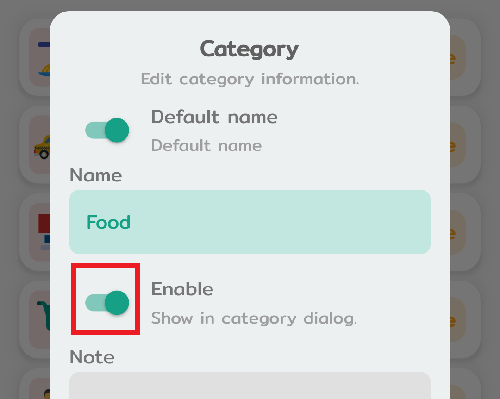 Category
Edit category information.
Default name
Default name
Name
Food
Enable
Show in category dialog.
Note